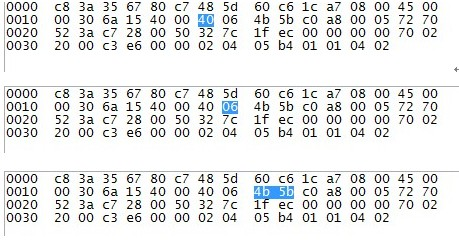 0000 c8 3a 35 67 80 c7 48 5d 60 c6 1c a7 08 00 45 00
0010 00 30 6a 15 40 00 40 06 4b 5b c0 a8 00 05 72 70
0020 52 3a c7 28 00 50 32 7c 1f ec 00 00 00 00 70 02
0030 20 00 c3 e6 00 00 02 04 05 b4 01 01 04 02
0000 c8 3a 35 67 80 c7 48 5d 60 c6 1c a7 08 00 45 00
0010 00 30 6a 15 40 00 40 06 4b 5b c0 a8 00 05 72 70
0020 52 3a c7 28 00 50 32 7c 1f ec 00 00 00 00 70 02
0030 20 00 c3 e6 00 00 02 04 05 b4 01 01 04 02
0000 c8 3a 35 67 80 c7 48 5d 60 c6 1c a7 08 00 45 00
0010 00 30 6a 15 40 00 40 06 4b 5b c0 a8 00 05 72 70
0020 52 3a c7 28 00 50 32 7c 1f ec 00 00 00 00 70 02
0030 20 00 c3 e6 00 00 02 04 05 b4 01 01 04 02